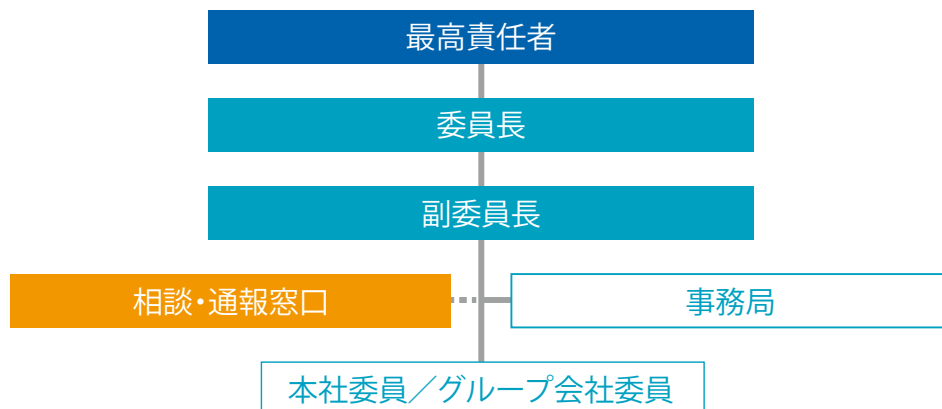 最高責任者
委員長
副委員長
相談・通報窓口
事務局
本社委員／グループ会社委員